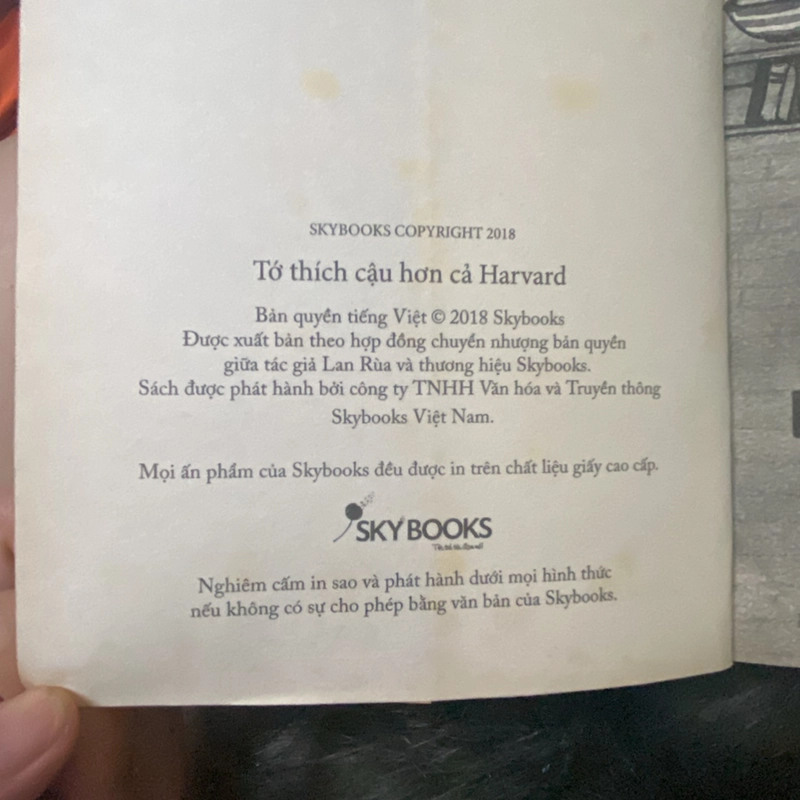 SKYBOOKS COPYRIGHT 2018
Tớ thích cậu hơn cả Harvard
Bản quyền tiếng Việt © 2018 Skybooks
Được xuất bản theo hợp đồng chuyển nhượng bản quyền
giữa tác giả Lan Rùa và thương hiệu Skybooks.
Sách được phát hành bởi công ty TNHH Văn hóa và Truyền thông
Skybooks Việt Nam.
Mọi ấn phẩm của Skybooks đều được in trên chất liệu giấy cao cấp.
SKYBOOKS
Nghiêm cấm in sao và phát hành dưới mọi hình thức
nếu không có sự cho phép bằng văn bản của Skybooks.